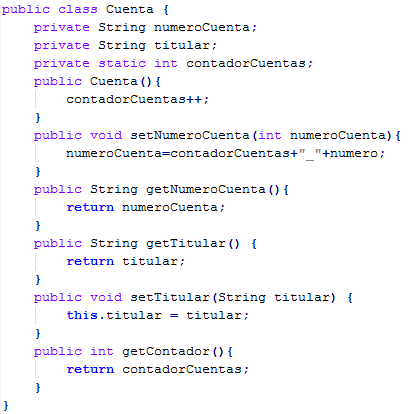 public class Cuenta {
    private String numeroCuenta;
    private String titular;
    private static int contadorCuentas;
    public Cuenta(){
        contadorCuentas++;
    }
    public void setNumeroCuenta(int numeroCuenta){
        numeroCuenta=contadorCuentas+"_"+numero;
    }
    public String getNumeroCuenta(){
        return numeroCuenta;
    }
    public String getTitular() {
        return titular;
    }
    public void setTitular(String titular) {
        this.titular = titular;
    }
    public int getContador(){
        return contadorCuentas;
    }
}